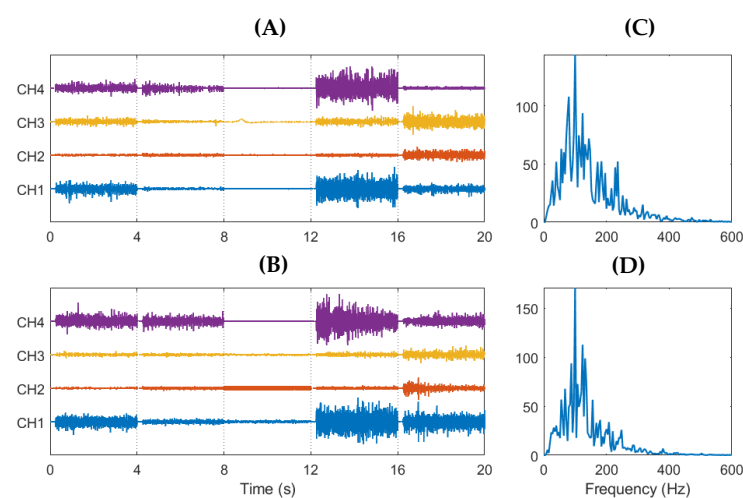 (A)
CH4
CH3
CH2
CH1
0 4 8 12 16 20
Time (s)
(C)
100
50
0
0 200 400 600
(B)
CH4
CH3
CH2
CH1
0 4 8 12 16 20
Time (s)
(D)
150
100
50
0
0 200 400 600
Frequency (Hz)